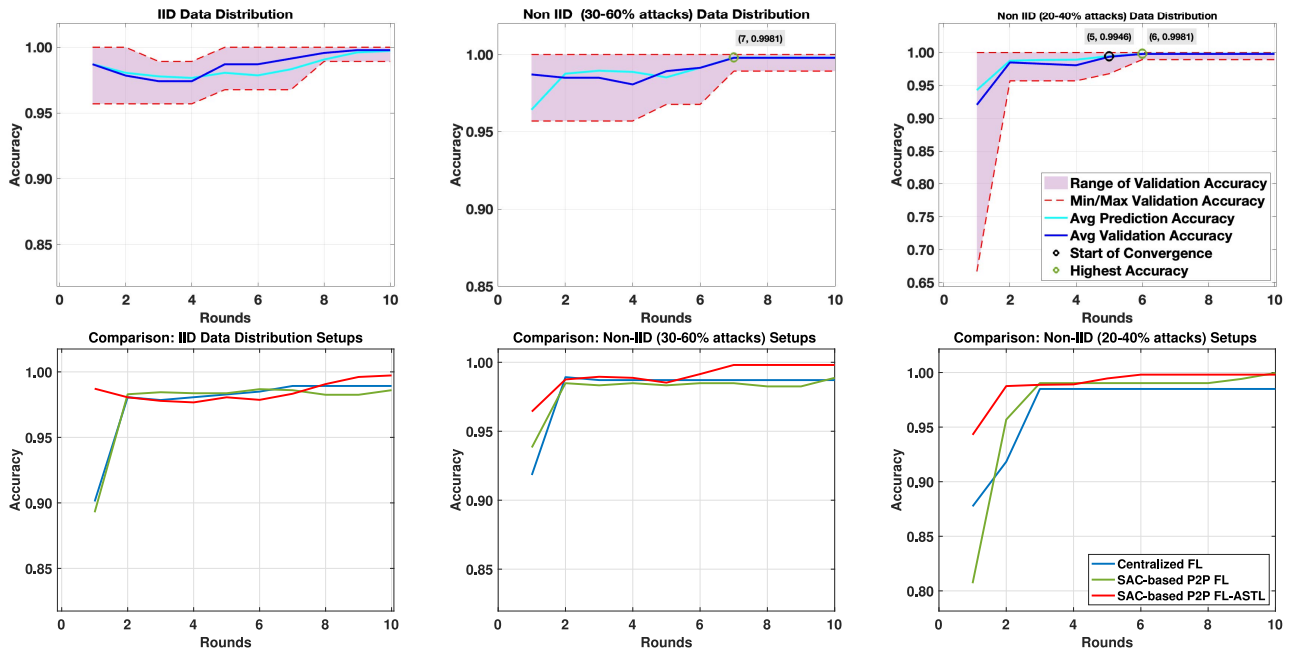 IID Data Distribution
1.00
0.95
0.90
0.85
Accuracy
0
2
4
6
8
10
Rounds
Non IID (30-60% attacks) Data Distribution
(7, 0.9981)
1.00
0.95
0.90
0.85
Accuracy
0
2
4
6
8
10
Rounds
Non IID (20-40% attacks) Data Distribution
(5, 0.9946)
(6, 0.9981)
1.00
0.95
0.90
0.85
0.80
0.75
0.70
0.65
Accuracy
Range of Validation Accuracy
Min/Max Validation Accuracy
Avg Prediction Accuracy
Avg Validation Accuracy
Start of Convergence
Highest Accuracy
0
2
4
6
8
10
Rounds
Comparison: IID Data Distribution Setups
1.00
0.95
0.90
0.85
Accuracy
0
2
4
6
8
10
Rounds
Comparison: Non-IID (30-60% attacks) Setups
1.00
0.95
0.90
0.85
Accuracy
0
2
4
6
8
10
Rounds
Comparison: Non-IID (20-40% attacks) Setups
1.00
0.95
0.90
0.85
0.80
Accuracy
Centralized FL
SAC-based P2P FL
SAC-based P2P FL-ASTL
0
2
4
6
8
10
Rounds